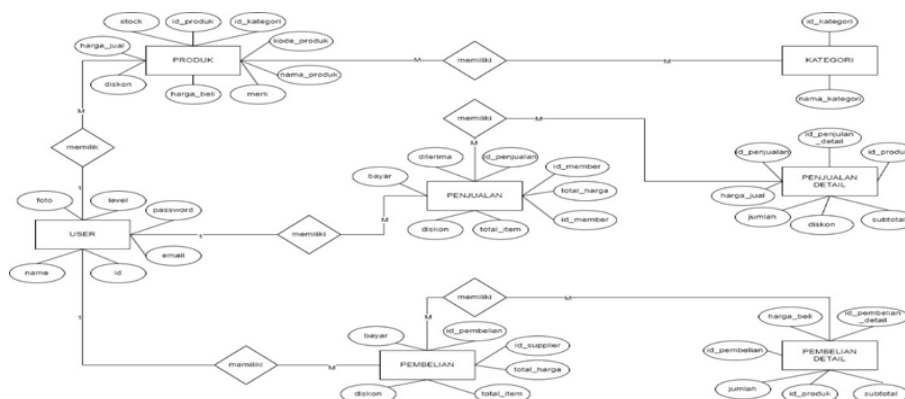 stock
id_produk
id_kategori
harga_jual
PRODUK
kode_produk
nama_produk
diskon
harga_beli
merk
M
memiliki
M
id_kategori
KATEGORI
nama_kategori
M
memilik
1
memiliki
M
M
diterima
id_penjualan
bayar
id_member
PENJUALAN
total_harga
id_member
diskon
total_item
id_penjualan
id_penjulan
_detail
id_produk
PENJUALAN
DETAIL
harga_jual
jumlah
diskon
subtotal
foto
level
password
USER
1
memiliki
M
email
name
id
1
memiliki
M
M
memiliki
M
bayar
id_pembelian
id_supplier
PEMBELIAN
total_harga
diskon
total_item
harga_beli
id_pembelian
_detail
id_pembelian
PEMBELIAN
DETAIL
jumlah
id_produk
subtotal